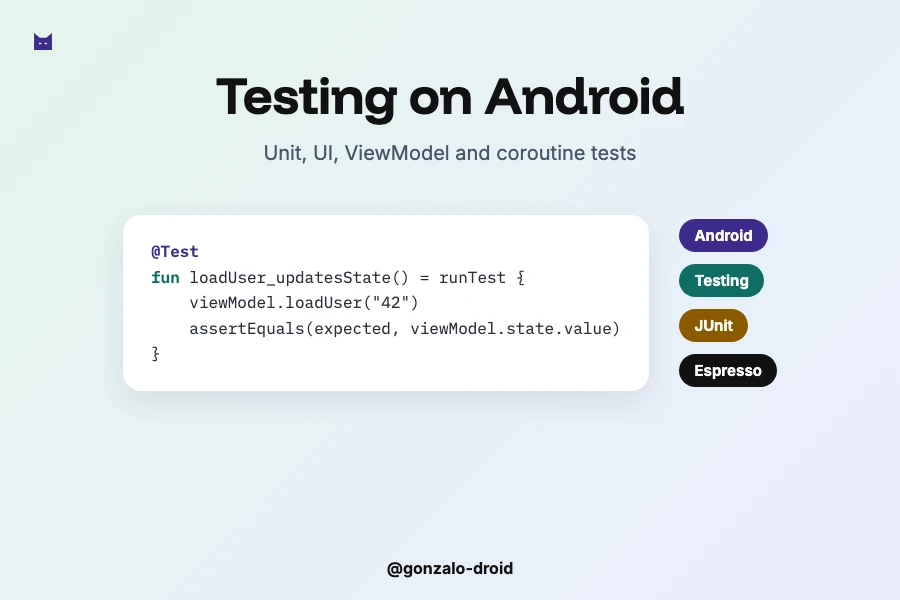 Testing on Android
Unit, UI, ViewModel and coroutine tests
@Test
fun loadUser_updatesState() = runTest {
    viewModel.loadUser("42")
    assertEquals(expected, viewModel.state.value)
}
Android
Testing
JUnit
Espresso
@gonzalo-droid